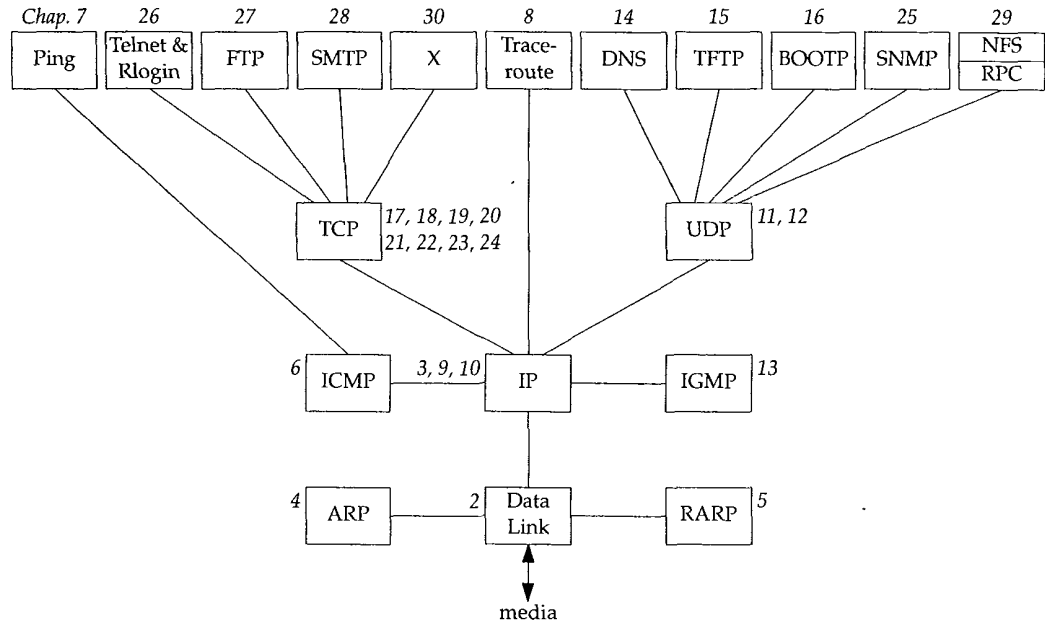 Chap. 7 26 27 28 30 8 14 15 16 25 29
Ping
Telnet &
Rlogin
FTP
SMTP
X
Trace-
route
DNS
TFTP
BOOTP
SNMP
NFS
RPC
TCP
17, 18, 19, 20
21, 22, 23, 24
UDP
11, 12
6
ICMP
3, 9, 10
IP
IGMP
13
4
ARP
2
Data
Link
RARP
5
media